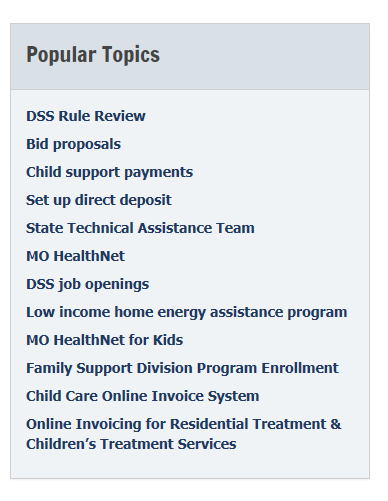 Popular Topics
DSS Rule Review
Bid proposals
Child support payments
Set up direct deposit
State Technical Assistance Team
MO HealthNet
DSS job openings
Low income home energy assistance program
MO HealthNet for Kids
Family Support Division Program Enrollment
Child Care Online Invoice System
Online Invoicing for Residential Treatment &
Children’s Treatment Services